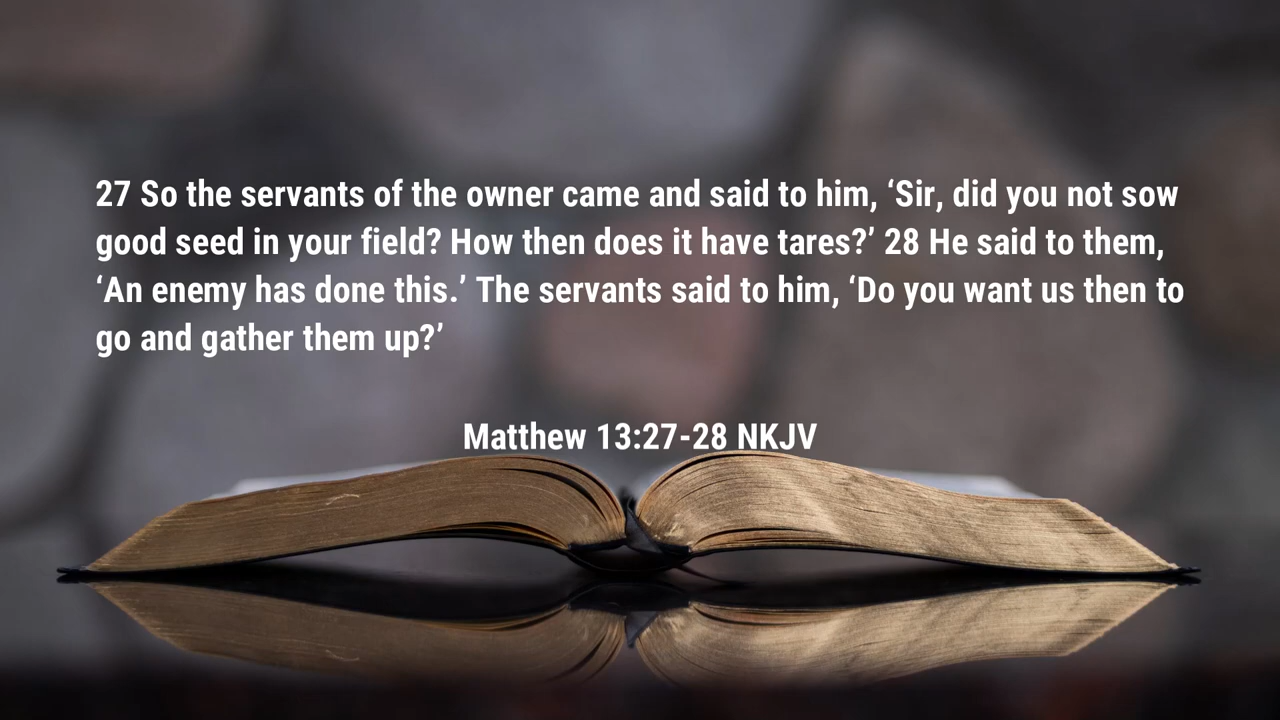 27 So the servants of the owner came and said to him, ‘Sir, did you not sow
good seed in your field? How then does it have tares?’ 28 He said to them,
‘An enemy has done this.’ The servants said to him, ‘Do you want us then to
go and gather them up?’
Matthew 13:27-28 NKJV